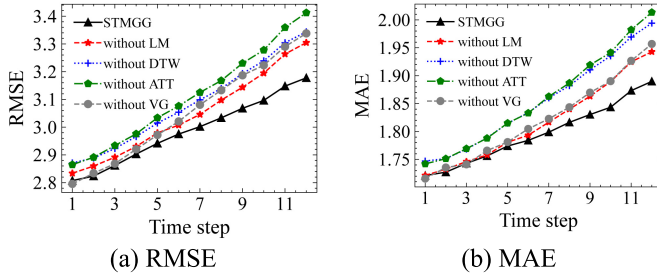 STMGG
without LM
without DTW
without ATT
without VG
3.4
3.3
3.2
3.1
3.0
2.9
2.8
RMSE
1 3 5 7 9 11
Time step
(a) RMSE
STMGG
without LM
without DTW
without ATT
without VG
2.00
1.95
1.90
1.85
1.80
1.75
MAE
1 3 5 7 9 11
Time step
(b) MAE